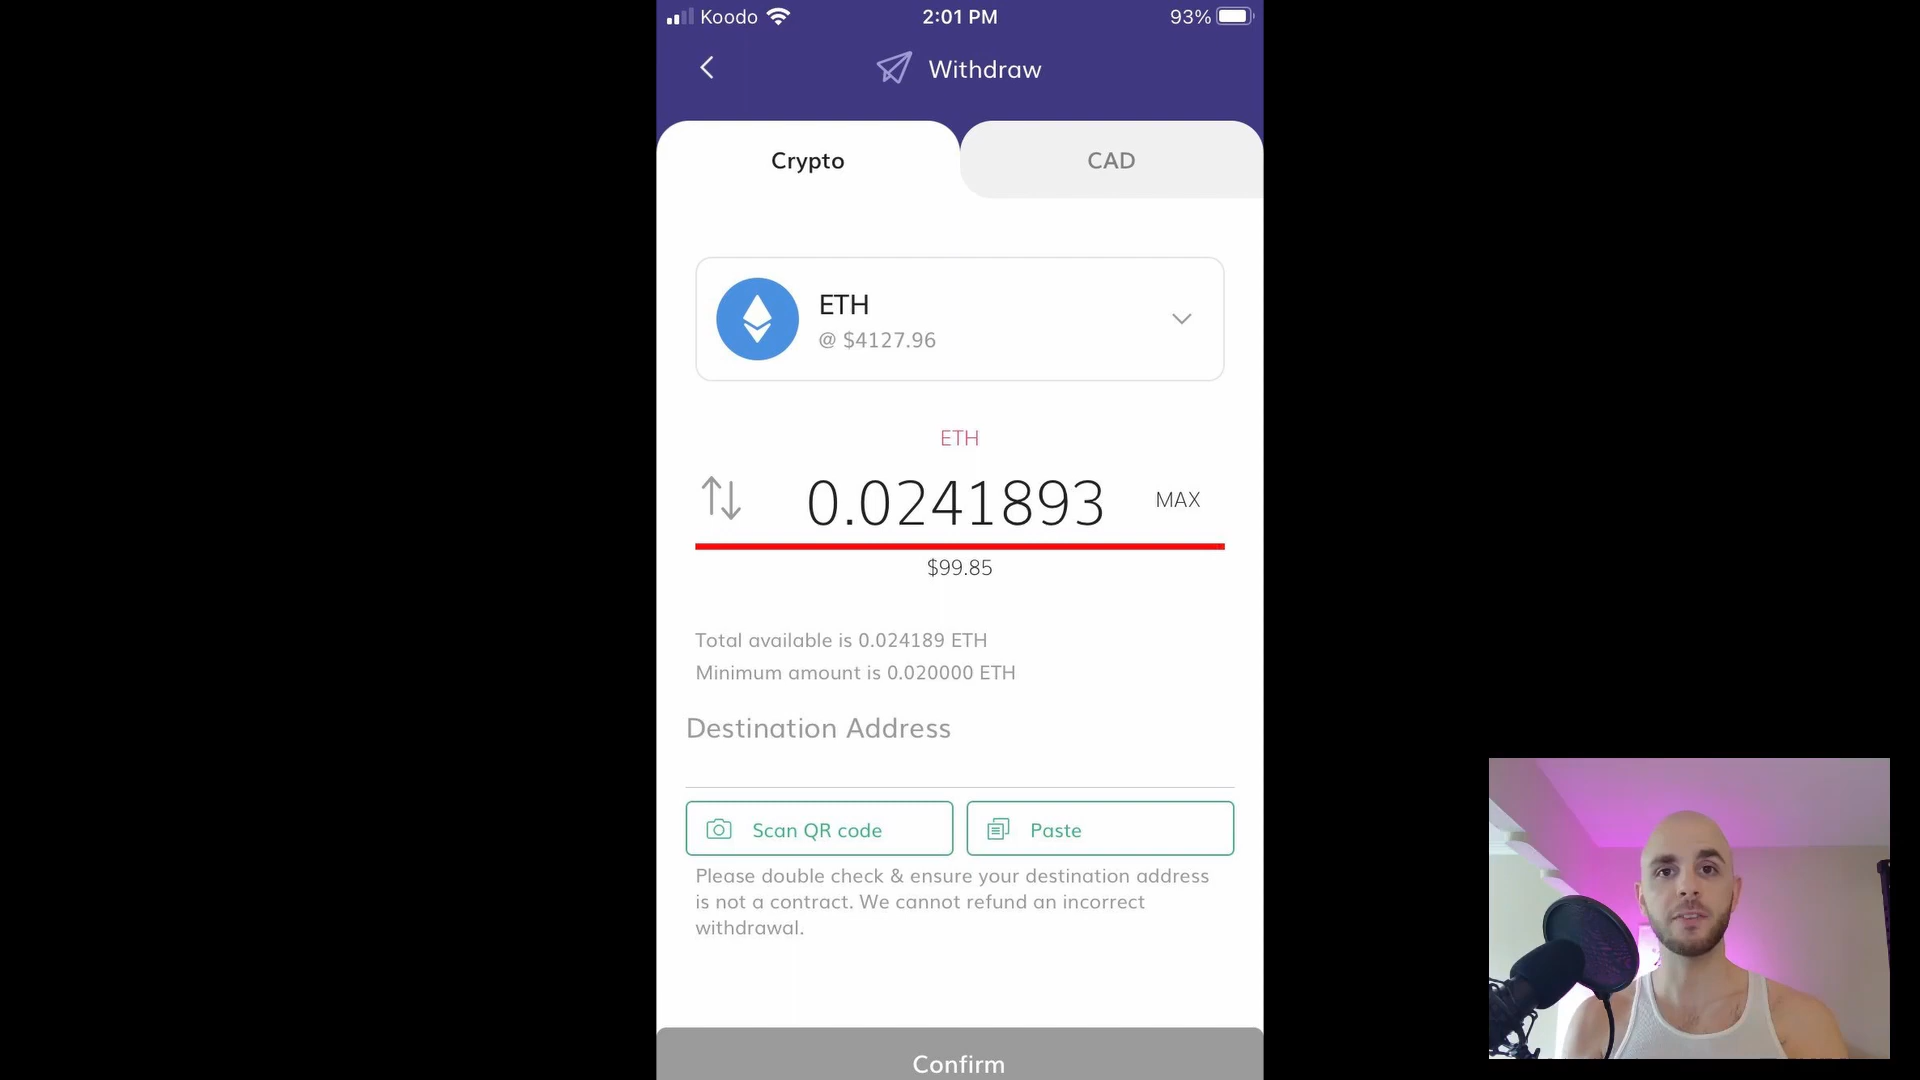 Koodo
2:01 PM
93%
Withdraw
Crypto
CAD
ETH
@ $4127.96
ETH
0.0241893
MAX
$99.85
Total available is 0.024189 ETH
Minimum amount is 0.020000 ETH
Destination Address
Scan QR code
Paste
Please double check & ensure your destination address
is not a contract. We cannot refund an incorrect
withdrawal.
Confirm